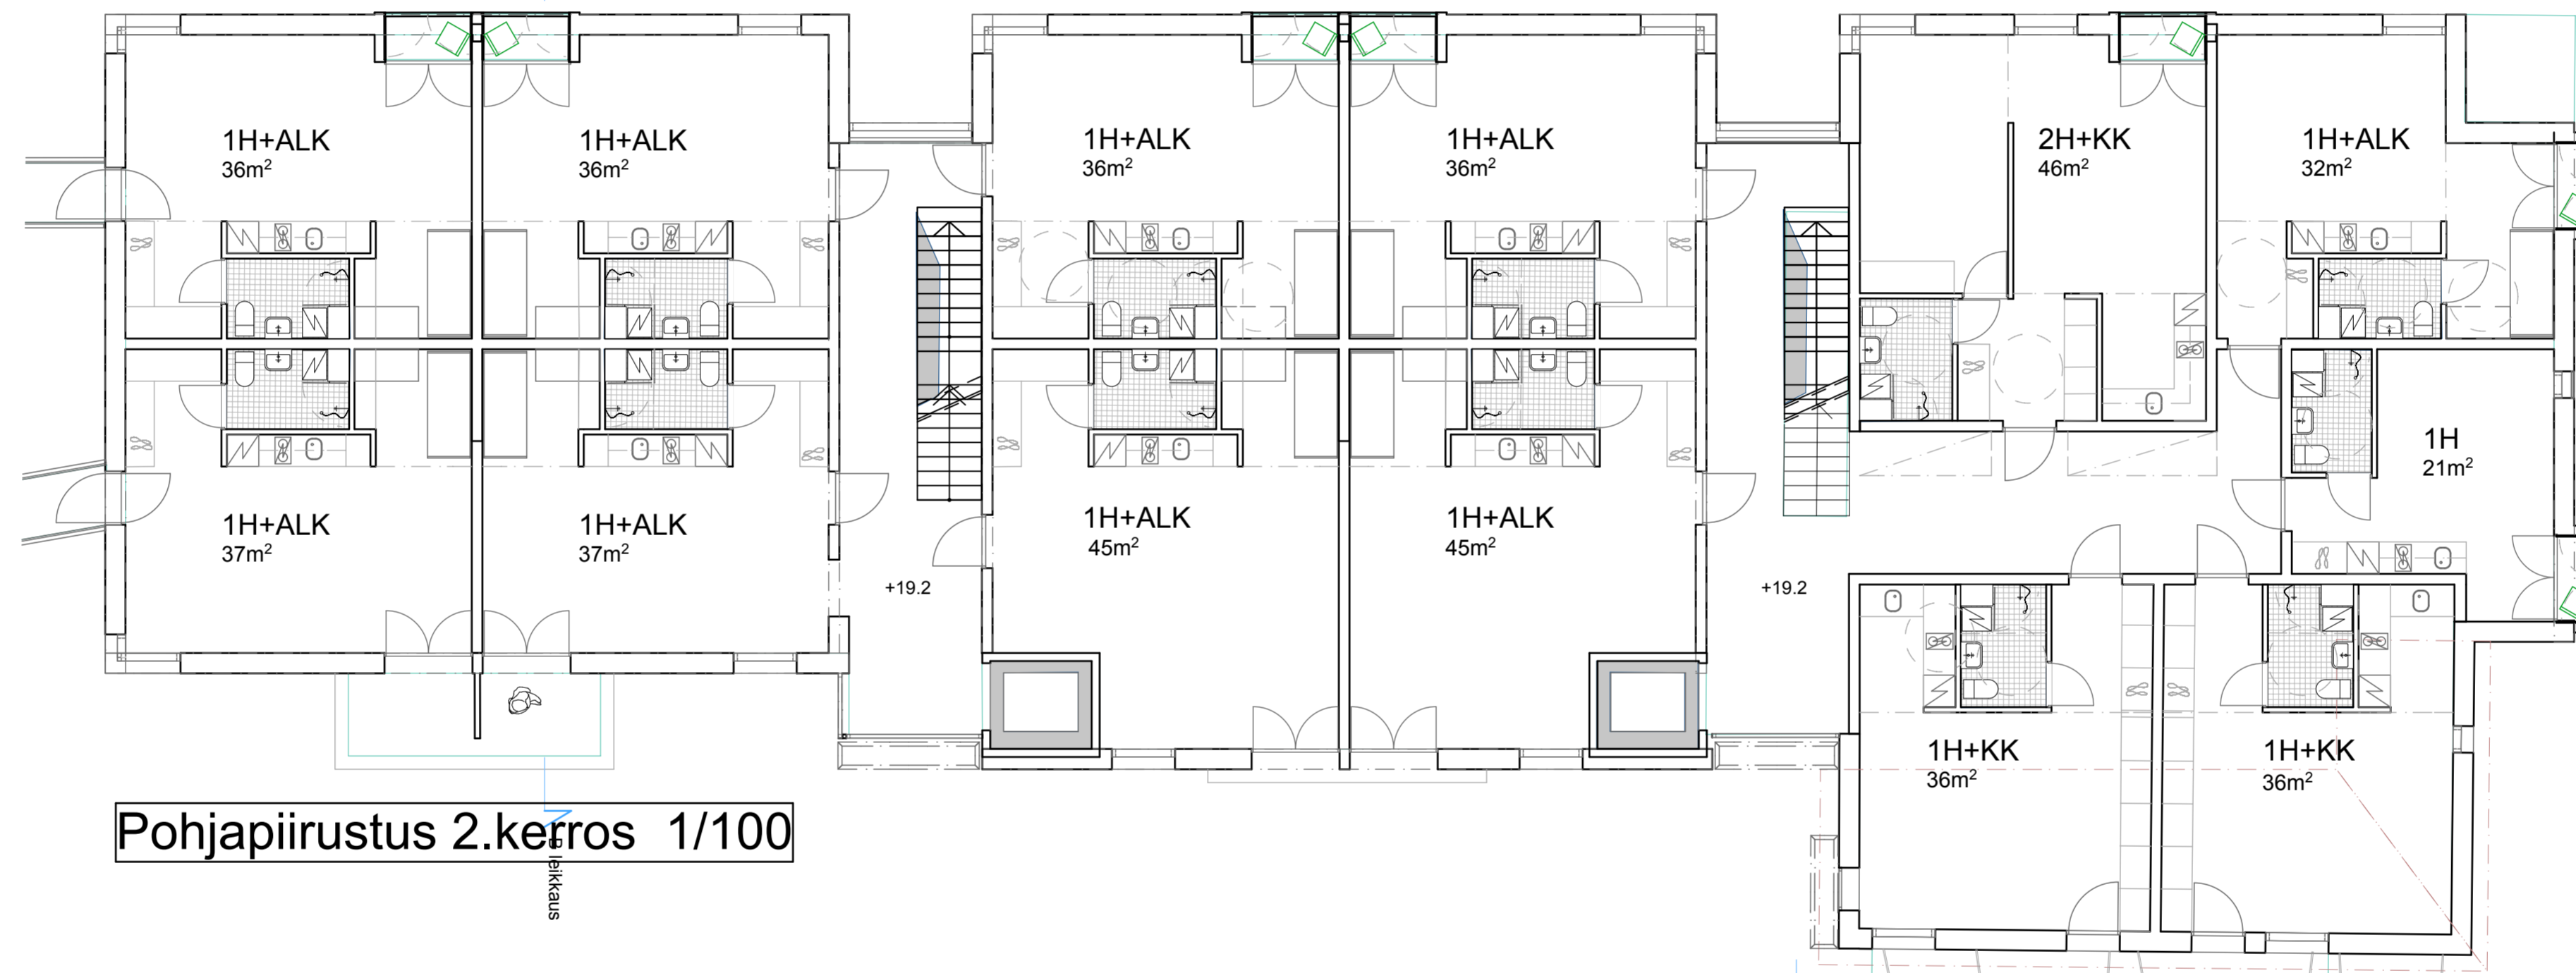 1H+ALK
36m²
1H+ALK
36m²
1H+ALK
36m²
1H+ALK
36m²
2H+KK
46m²
1H+ALK
32m²
1H
21m²
1H+ALK
37m²
1H+ALK
37m²
1H+ALK
45m²
1H+ALK
45m²
+19.2
+19.2
1H+KK
36m²
1H+KK
36m²
Pohjapiirustus 2.kerros 1/100
B leikkaus